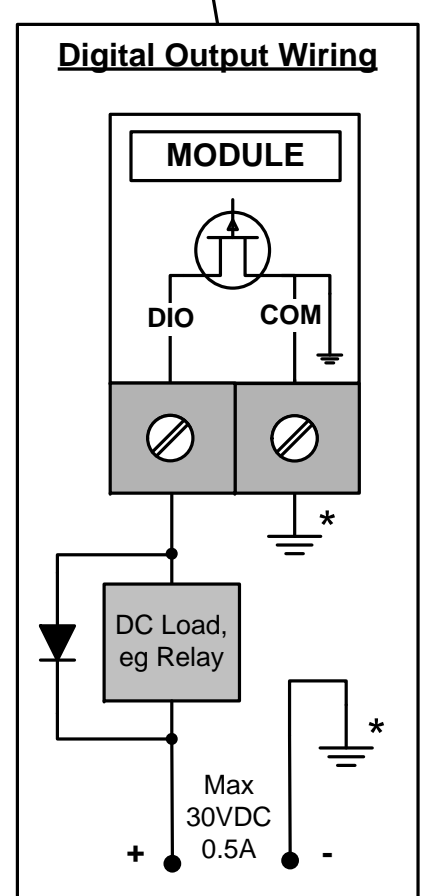 Digital Output Wiring
MODULE
DIO COM
*
DC Load,
eg Relay
*
Max
30VDC
+ 0.5A -